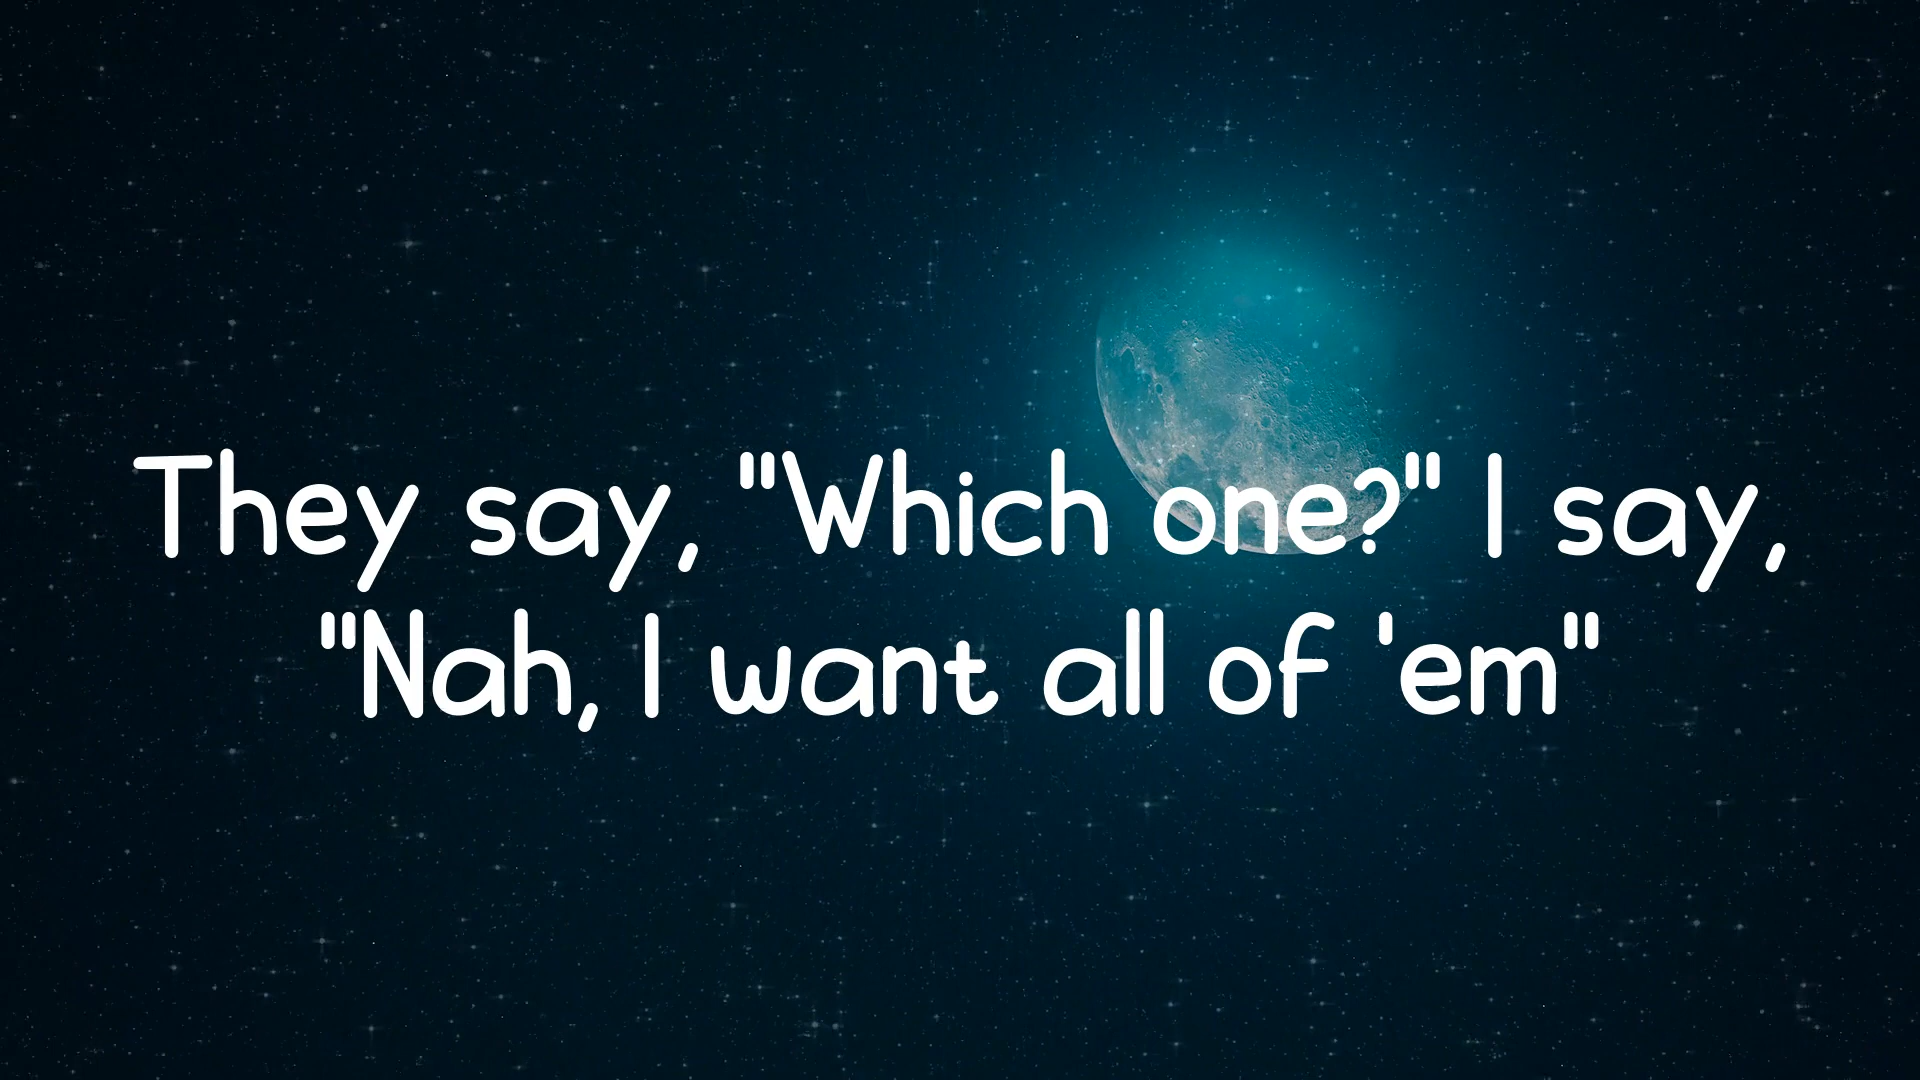 They say, "Which one?" I say,
"Nah, I want all of 'em"